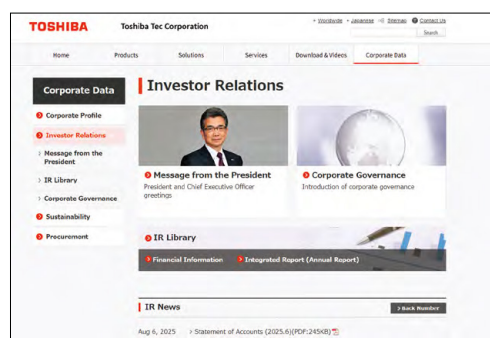 TOSHIBA
Toshiba Tec Corporation
Worldwide
Japanese
Sitemap
Contact Us
Search
Home
Products
Solutions
Services
Download & Videos
Corporate Data
Corporate Data
Corporate Profile
Investor Relations
Message from the
President
IR Library
Corporate Governance
Sustainability
Procurement
Investor Relations
Message from the President
President and Chief Executive Officer
greetings
Corporate Governance
Introduction of corporate governance
IR Library
Financial Information
Integrated Report (Annual Report)
IR News
Back Number
Aug 6, 2025 Statement of Accounts (2025.6)(PDF:245KB)